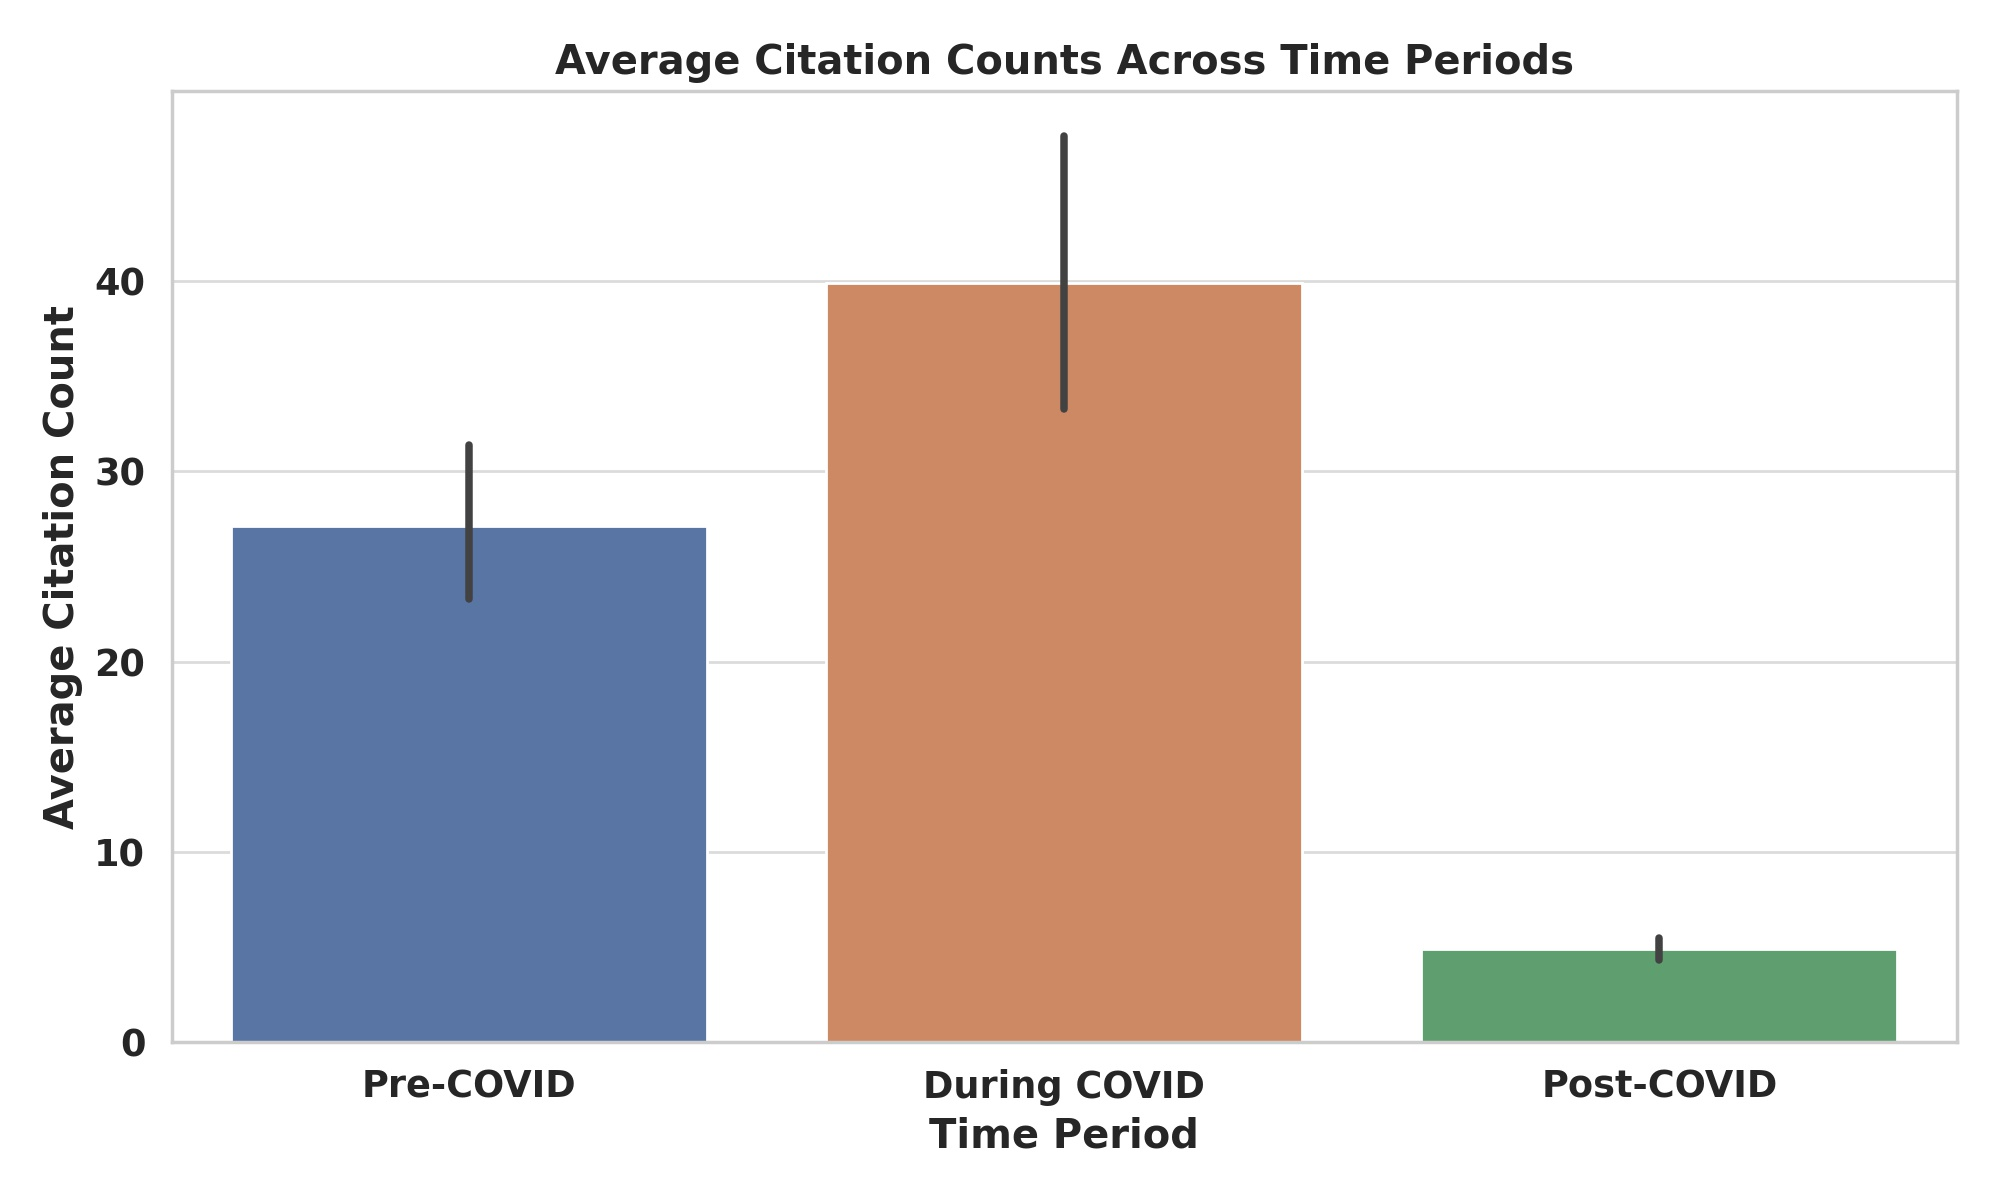 Average Citation Counts Across Time Periods
Average Citation Count
40
30
20
10
0
Pre-COVID
During COVID
Post-COVID
Time Period